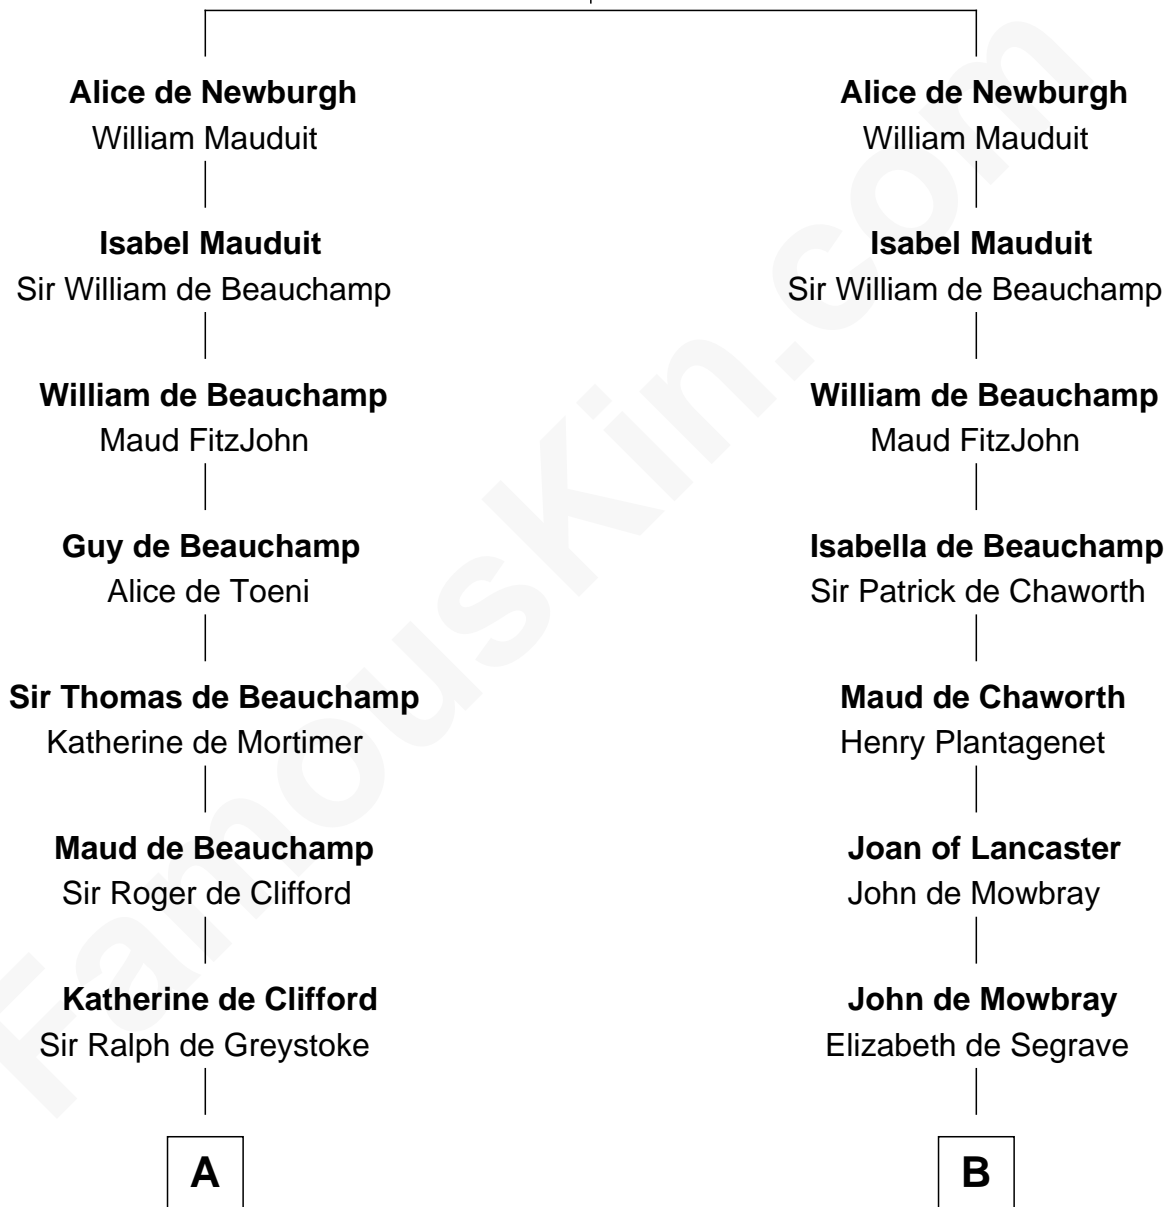 Alice de Newburgh
William Mauduit
Isabel Mauduit
Sir William de Beauchamp
William de Beauchamp
Maud FitzJohn
Guy de Beauchamp
Alice de Toeni
Sir Thomas de Beauchamp
Katherine de Mortimer
Maud de Beauchamp
Sir Roger de Clifford
Katherine de Clifford
Sir Ralph de Greystoke
A
Alice de Newburgh
William Mauduit
Isabel Mauduit
Sir William de Beauchamp
William de Beauchamp
Maud FitzJohn
Isabella de Beauchamp
Sir Patrick de Chaworth
Maud de Chaworth
Henry Plantagenet
Joan of Lancaster
John de Mowbray
John de Mowbray
Elizabeth de Segrave
B
FamousKin.com